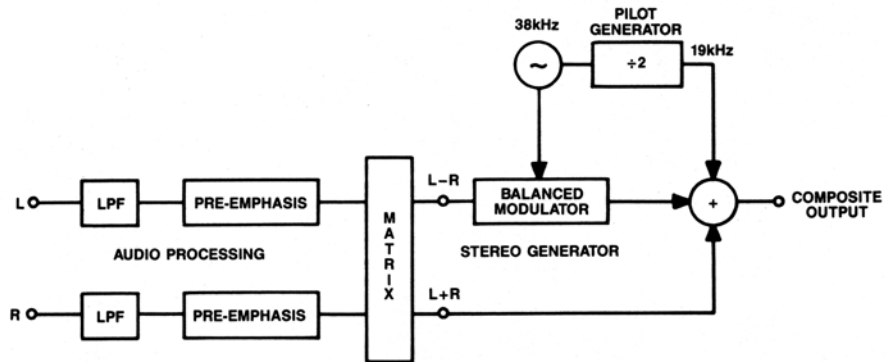 38kHz
PILOT
GENERATOR
~
÷2
19kHz
L
LPF
PRE-EMPHASIS
MATRIX
L−R
BALANCED
MODULATOR
+
COMPOSITE
OUTPUT
AUDIO PROCESSING
STEREO GENERATOR
R
LPF
PRE-EMPHASIS
L+R